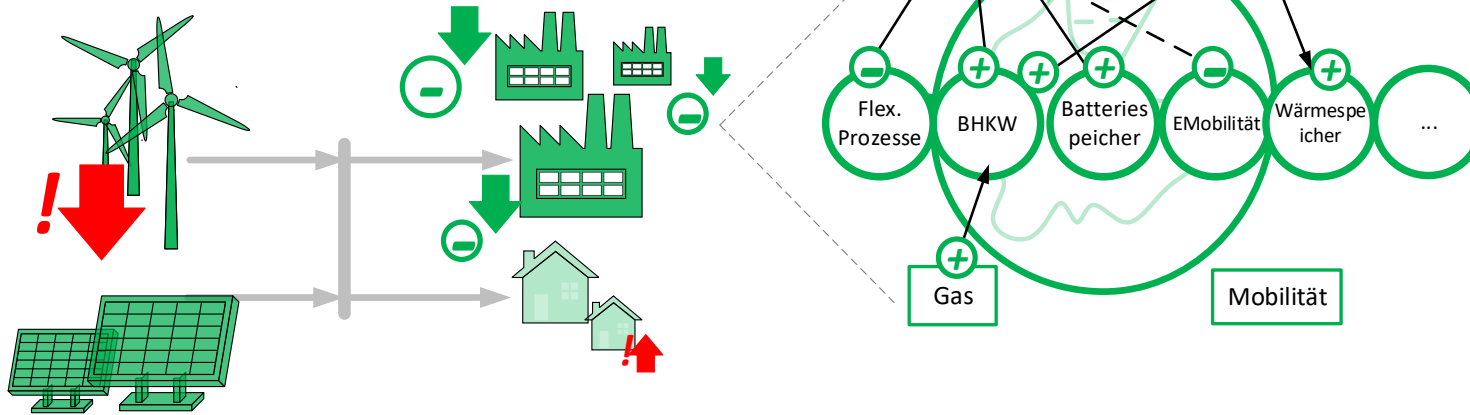 !
-
-
-
-
+
+
+
-
+
Flex.
Prozesse
BHKW
Batteries
peicher
EMobilität
Wärmespe
icher
...
+
Gas
Mobilität
!